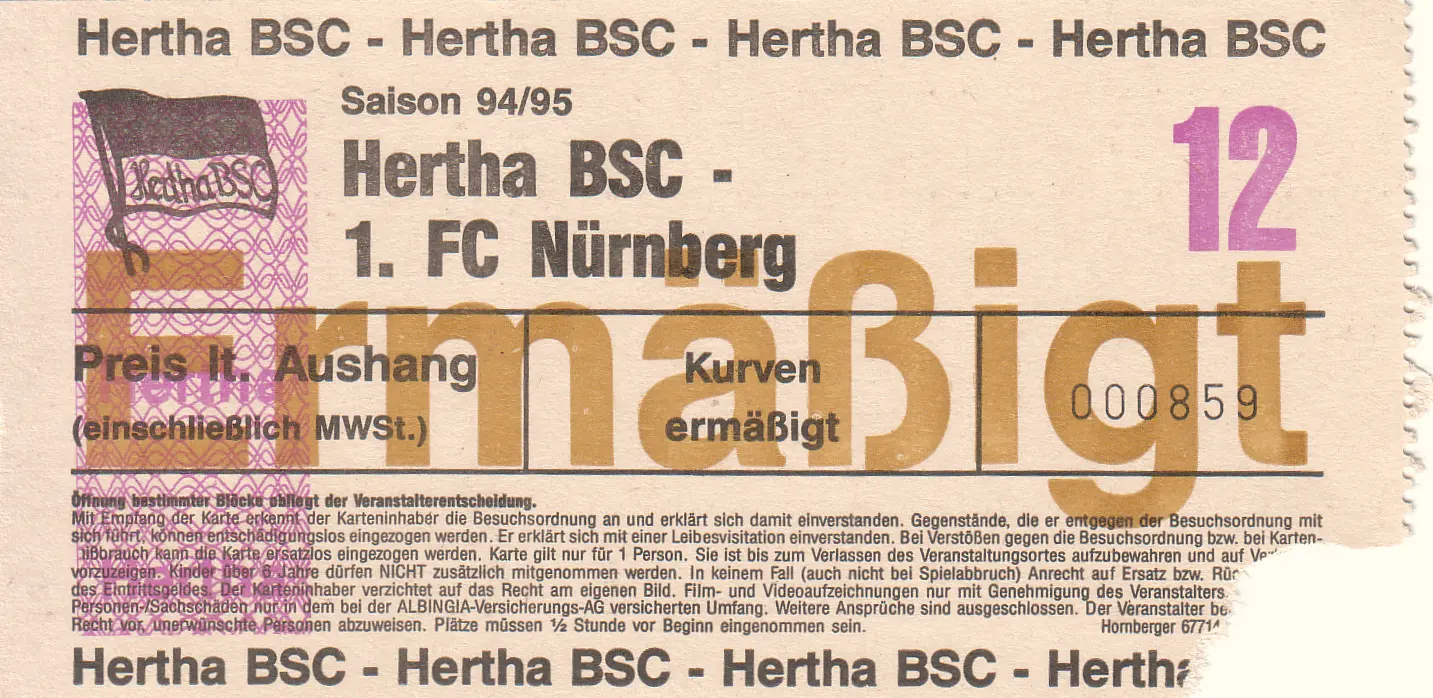 Hertha BSC - Hertha BSC - Hertha BSC - Hertha BSC
Saison 94/95
12
Hertha BSC
Hertha BSC -
1. FC Nürnberg
Ermäßigt
Preis lt. Aushang
(einschließlich MWSt.)
Hertha
Kurven
ermäßigt
000859
Öffnung bestimmter Blöcke obliegt der Veranstalterentscheidung.
Mit Empfang der Karte erkennt der Karteninhaber die Besuchsordnung an und erklärt sich damit einverstanden. Gegenstände, die er entgegen der Besuchsordnung mit
sich führt, können entschädigungslos eingezogen werden. Er erklärt sich mit einer Leibesvisitation einverstanden. Bei Verstößen gegen die Besuchsordnung bzw. bei Karten-
mißbrauch kann die Karte ersatzlos eingezogen werden. Karte gilt nur für 1 Person. Sie ist bis zum Verlassen des Veranstaltungsortes aufzubewahren und auf
vorzuzeigen. Kinder über 6 Jahre dürfen NICHT zusätzlich mitgenommen werden. In keinem Fall (auch nicht bei Spielabbruch) Anrecht auf Ersatz bzw.
des Eintrittsgeldes. Der Karteninhaber verzichtet auf das Recht am eigenen Bild. Film- und Videoaufzeichnungen nur mit Genehmigung des Veranstalters
Personen-/Sachschäden nur in dem bei der ALBINGIA-Versicherungs-AG versicherten Umfang. Weitere Ansprüche sind ausgeschlossen. Der Veranstalter
Recht vor, unerwünschte Personen abzuweisen. Plätze müssen ½ Stunde vor Beginn eingenommen sein.
Hornberger 6771
Hertha BSC - Hertha BSC - Hertha BSC - Hertha